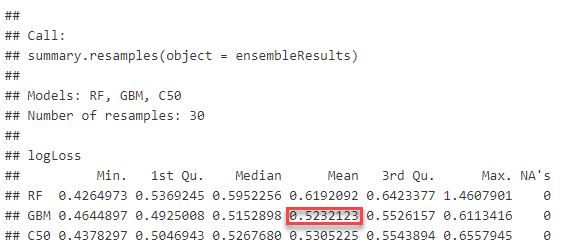 ##
## Call:
## summary.resamples(object = ensembleResults)
##
## Models: RF, GBM, C50
## Number of resamples: 30
##
## logLoss
##          Min.   1st Qu.    Median      Mean   3rd Qu.      Max. NA's
## RF  0.4264973 0.5369245 0.5952256 0.6192092 0.6423377 1.4607901    0
## GBM 0.4644897 0.4925008 0.5152898 0.5232123 0.5526157 0.6113416    0
## C50 0.4378297 0.5046943 0.5267680 0.5305225 0.5543894 0.6557945    0